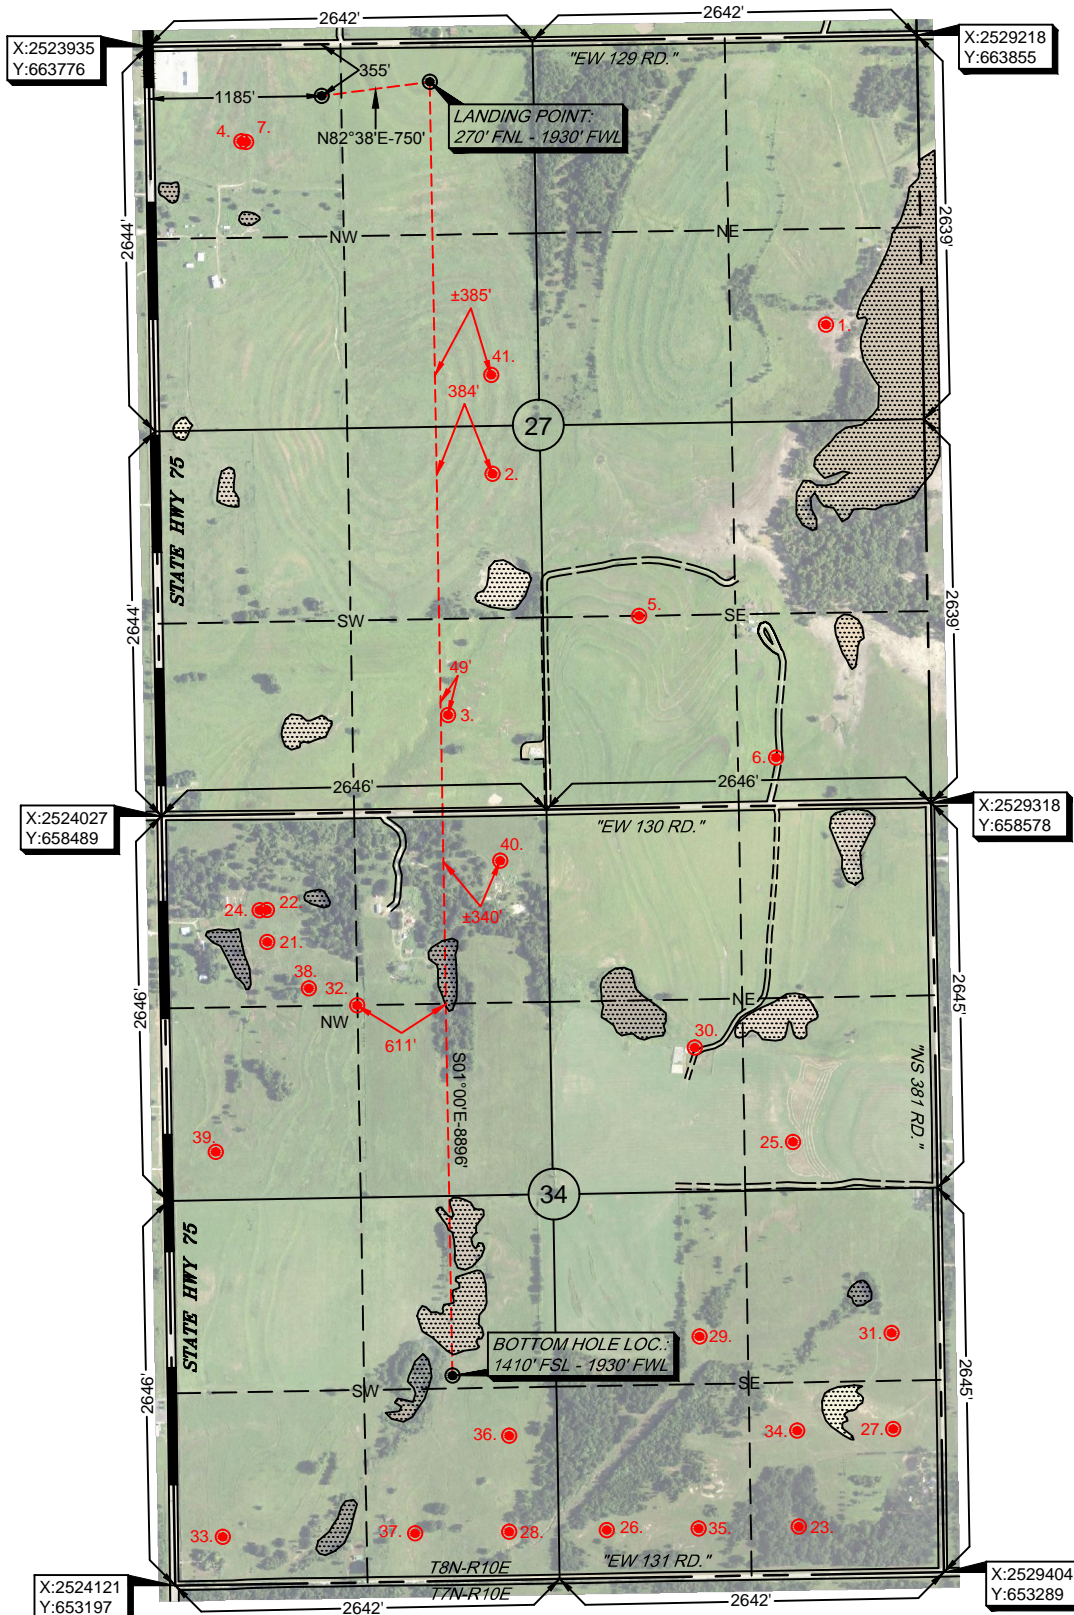 2642'
2642'
X:2523935
Y:663776
X:2529218
Y:663855
"EW 129 RD."
355'
1185'
LANDING POINT:
270' FNL - 1930' FWL
N82°38'E-750'
4.
7.
2644'
NW
NE
2639'
±385'
1.
41.
384'
27
2.
STATE HWY 75
5.
2644'
SW
SE
2639'
49'
3.
6.
2646'
2646'
X:2524027
Y:658489
X:2529318
Y:658578
"EW 130 RD."
40.
24.
22.
±340'
21.
38.
32.
2646'
NW
NE
2645'
611'
30.
S01°00'E-8896'
"NS 381 RD."
39.
25.
34
STATE HWY 75
29.
31.
BOTTOM HOLE LOC.:
1410' FSL - 1930' FWL
2646'
SW
SE
2645'
36.
34.
27.
33.
37.
28.
26.
35.
23.
T8N-R10E
"EW 131 RD."
T7N-R10E
X:2524121
Y:653197
X:2529404
Y:653289
2642'
2642'